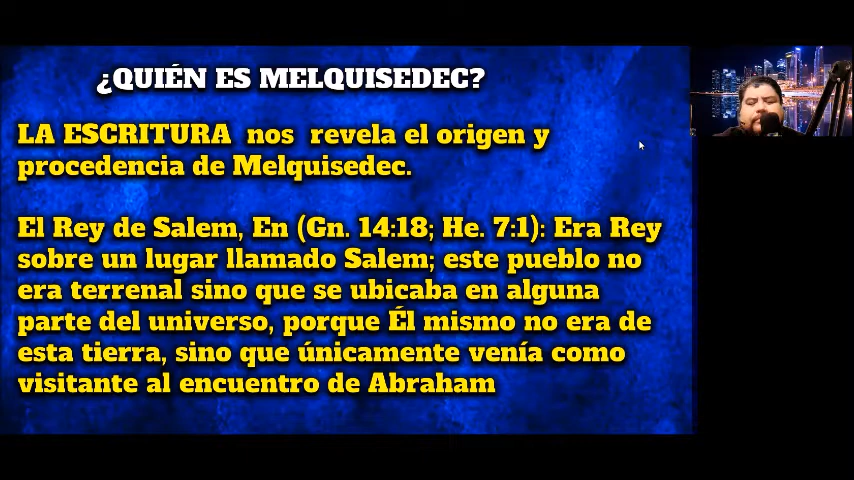 ¿QUIÉN ES MELQUISEDEC?
LA ESCRITURA nos revela el origen y
procedencia de Melquisedec.
El Rey de Salem, En (Gn. 14:18; He. 7:1): Era Rey
sobre un lugar llamado Salem; este pueblo no
era terrenal sino que se ubicaba en alguna
parte del universo, porque Él mismo no era de
esta tierra, sino que únicamente venía como
visitante al encuentro de Abraham